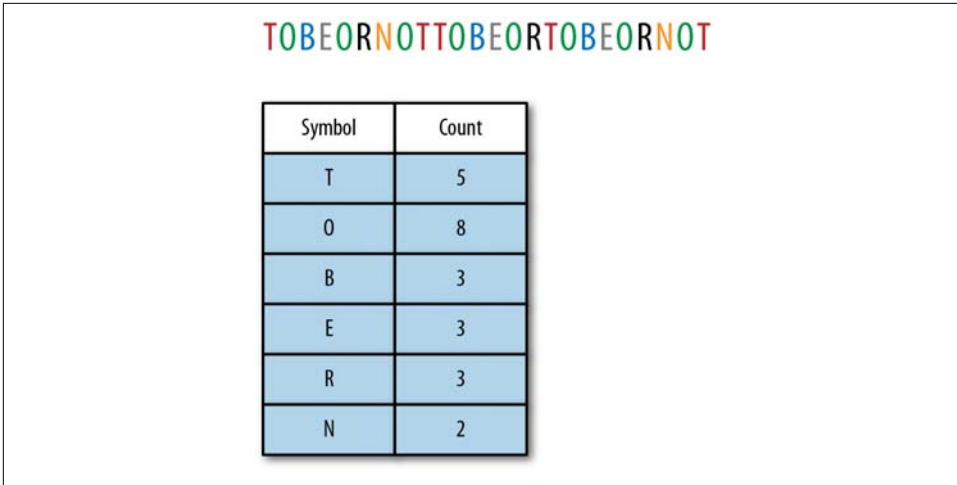 TOBEORNOTTOBEORTOBEORNOT
Symbol Count
T 5
O 8
B 3
E 3
R 3
N 2